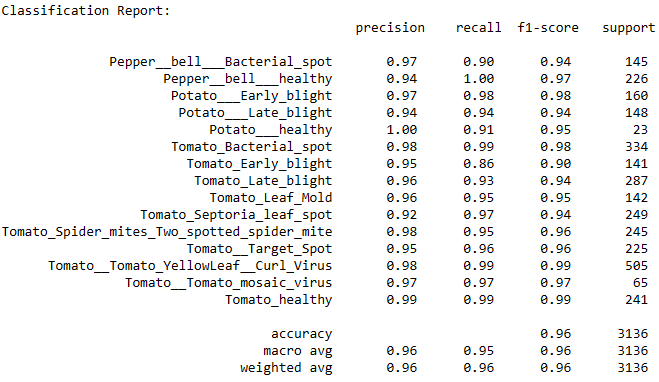 Classification Report:
precision recall f1-score support
Pepper__bell___Bacterial_spot 0.97 0.90 0.94 145
Pepper__bell___healthy 0.94 1.00 0.97 226
Potato___Early_blight 0.97 0.98 0.98 160
Potato___Late_blight 0.94 0.94 0.94 148
Potato___healthy 1.00 0.91 0.95 23
Tomato_Bacterial_spot 0.98 0.99 0.98 334
Tomato_Early_blight 0.95 0.86 0.90 141
Tomato_Late_blight 0.96 0.93 0.94 287
Tomato_Leaf_Mold 0.96 0.95 0.95 142
Tomato_Septoria_leaf_spot 0.92 0.97 0.94 249
Tomato_Spider_mites_Two_spotted_spider_mite 0.98 0.95 0.96 245
Tomato__Target_Spot 0.95 0.96 0.96 225
Tomato__Tomato_YellowLeaf__Curl_Virus 0.98 0.99 0.99 505
Tomato__Tomato_mosaic_virus 0.97 0.97 0.97 65
Tomato_healthy 0.99 0.99 0.99 241
accuracy 0.96 3136
macro avg 0.96 0.95 0.96 3136
weighted avg 0.96 0.96 0.96 3136